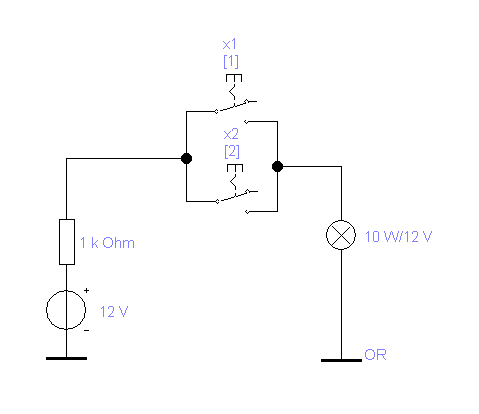 x1
[1]
x2
[2]
1 k Ohm
10 W/12 V
+
12 V
-
OR